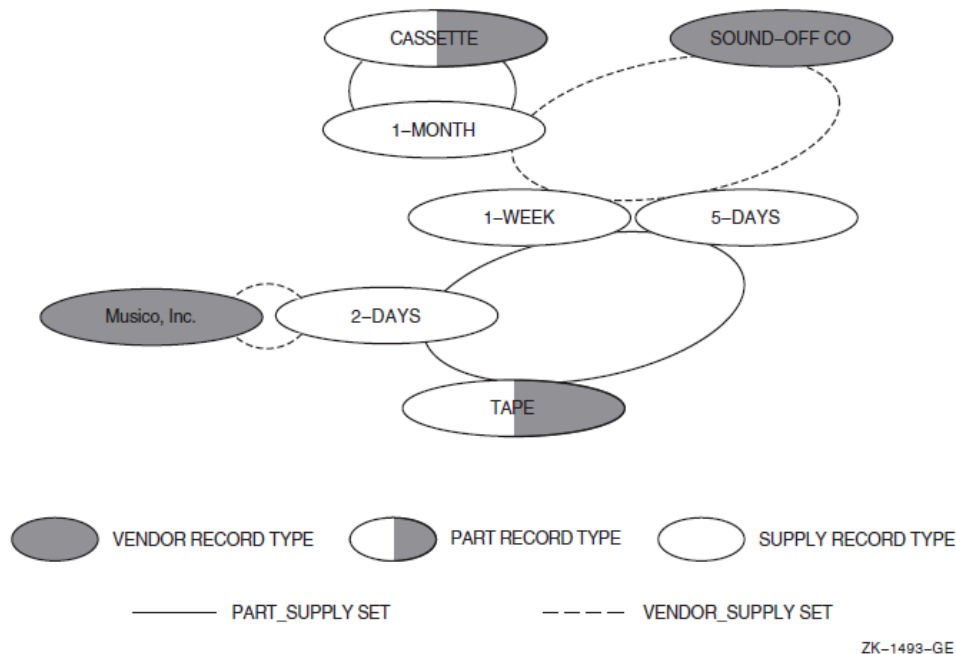 CASSETTE
SOUND–OFF CO
1–MONTH
1–WEEK
5–DAYS
Musico, Inc.
2–DAYS
TAPE
VENDOR RECORD TYPE
PART RECORD TYPE
SUPPLY RECORD TYPE
PART_SUPPLY SET
VENDOR_SUPPLY SET
ZK–1493–GE